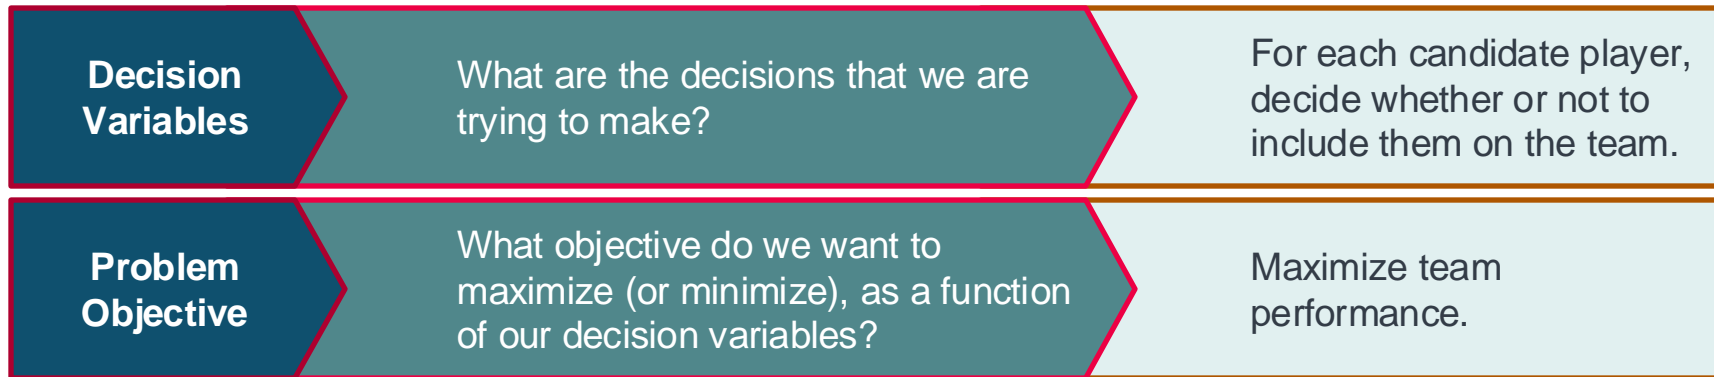 Decision
Variables
What are the decisions that we are
trying to make?
For each candidate player,
decide whether or not to
include them on the team.
Problem
Objective
What objective do we want to
maximize (or minimize), as a function
of our decision variables?
Maximize team
performance.